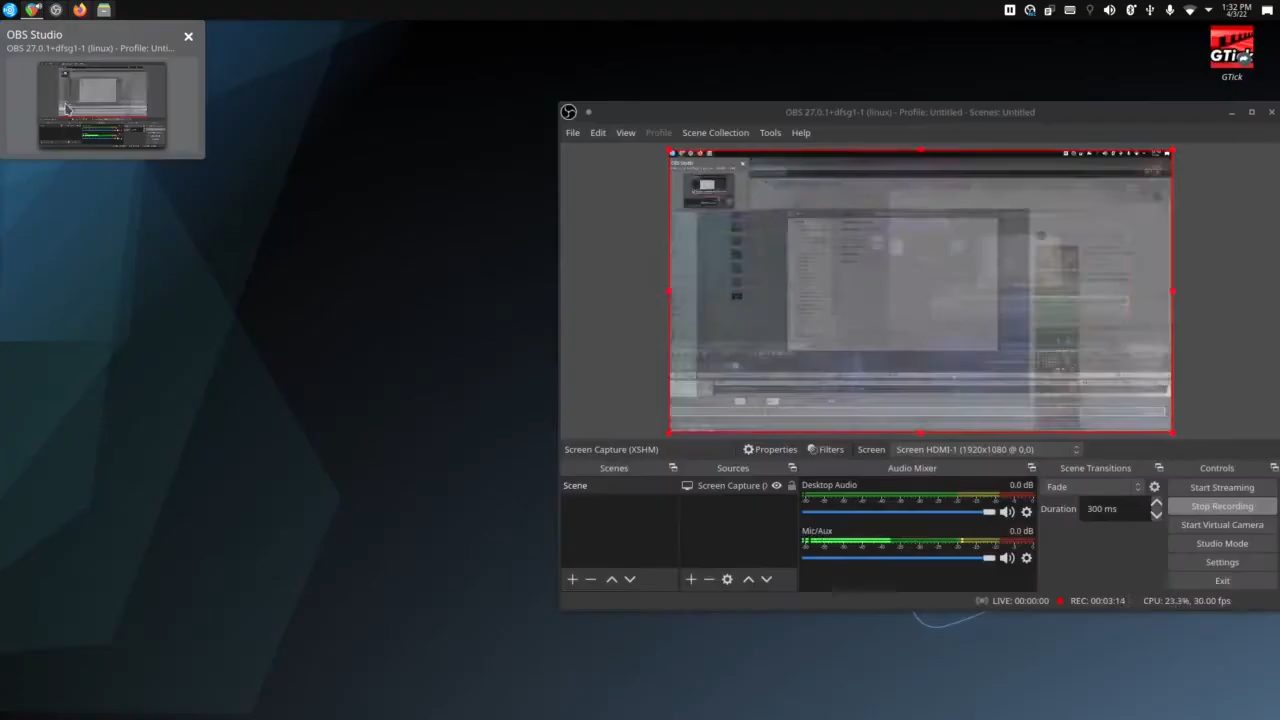 1:32 PM
4/3/22
OBS Studio
OBS 27.0.1+dfsg1-1 (linux) - Profile: Unti...
GTick
GTick
OBS 27.0.1+dfsg1-1 (linux) - Profile: Untitled - Scenes: Untitled
File Edit View Profile Scene Collection Tools Help
OBS Studio
Screen Capture (XSHM) Properties Filters Screen Screen HDMI-1 (1920x1080 @ 0,0)
Scenes Sources Audio Mixer Scene Transitions Controls
Scene Screen Capture ( Desktop Audio 0.0 dB Fade Start Streaming
Duration 300 ms Stop Recording
Mic/Aux 0.0 dB Start Virtual Camera
Studio Mode
Settings
Exit
LIVE: 00:00:00 REC: 00:03:14 CPU: 23.3%, 30.00 fps